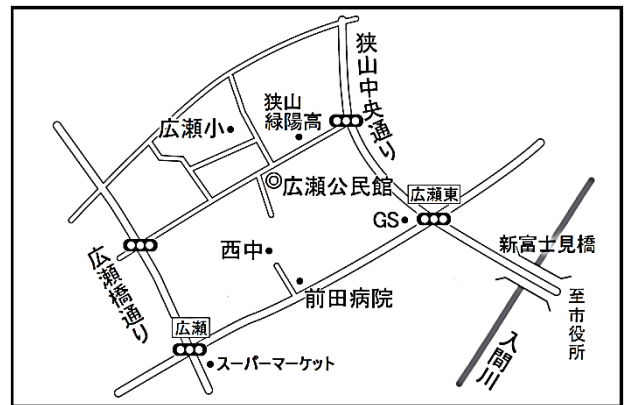 狭山中央通り
狭山
緑陽高
広瀬小
広瀬公民館
広瀬東
GS
新富士見橋
西中
広瀬橋通り
前田病院
至市役所
広瀬
スーパーマーケット
入間川